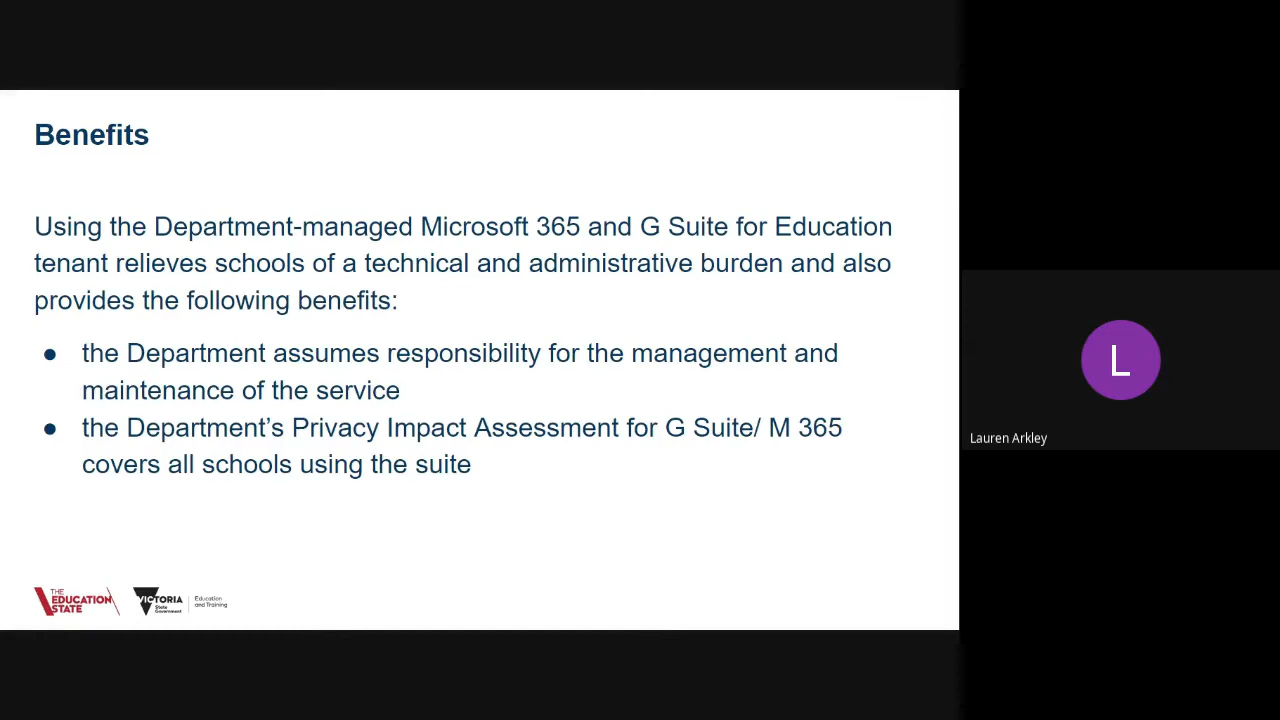 Benefits
Using the Department-managed Microsoft 365 and G Suite for Education
tenant relieves schools of a technical and administrative burden and also
provides the following benefits:
● the Department assumes responsibility for the management and
maintenance of the service
● the Department’s Privacy Impact Assessment for G Suite/ M 365
covers all schools using the suite
THE
EDUCATION
STATE
VICTORIA
State
Government
Education
and Training
L
Lauren Arkley